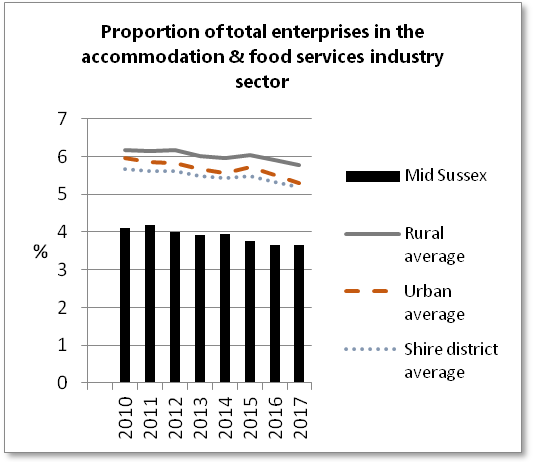 Proportion of total enterprises in the
accommodation & food services industry
sector
7
6
5
4
3
2
1
0
%
2010
2011
2012
2013
2014
2015
2016
2017
Mid Sussex
Rural
average
Urban
average
Shire district
average